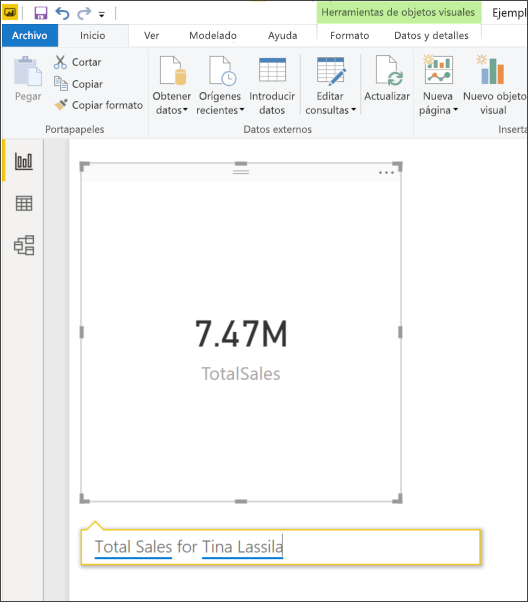 Herramientas de objetos visuales Ejempl
Archivo Inicio Ver Modelado Ayuda Formato Datos y detalles
Pegar
Cortar
Copiar
Copiar formato
Portapapeles
Obtener datos
Orígenes recientes
Introducir datos
Editar consultas
Actualizar
Datos externos
Nueva página
Nuevo objeto visual
Inserta
7.47M
TotalSales
Total Sales for Tina Lassila